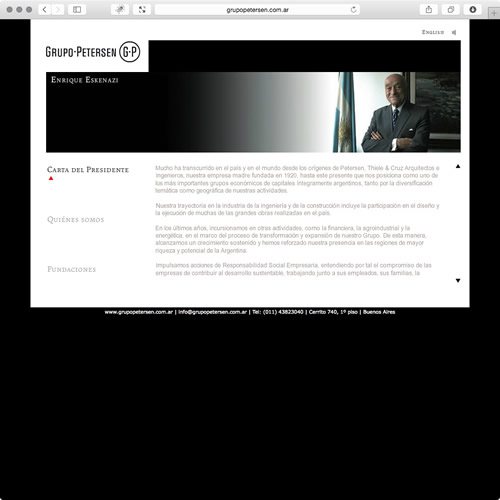 grupopetersen.com.ar
English
Grupo·Petersen G·P
Enrique Eskenazi
Carta del Presidente
Quiénes somos
Fundaciones
Mucho ha transcurrido en el país y en el mundo desde los orígenes de Petersen, Thiele & Cruz Arquitectos e
ingenieros, nuestra empresa madre fundada en 1920, hasta este presente que nos posiciona como uno de
los más importantes grupos económicos de capitales íntegramente argentinos, tanto por la diversificación
temática como geográfica de nuestras actividades.
Nuestra trayectoria en la industria de la ingeniería y de la construcción incluye la participación en el diseño y
la ejecución de muchas de las grandes obras realizadas en el país.
En los últimos años, incursionamos en otras actividades, como la financiera, la agroindustrial y la
energética, en el marco del proceso de transformación y expansión de nuestro Grupo. De esta manera,
alcanzamos un crecimiento sostenido y hemos reforzado nuestra presencia en las regiones de mayor
riqueza y potencial de la Argentina.
Impulsamos acciones de Responsabilidad Social Empresaria, entendiendo por tal el compromiso de las
empresas de contribuir al desarrollo sustentable, trabajando junto a sus empleados, sus familias, la
www.grupopetersen.com.ar | info@grupopetersen.com.ar | Tel: (011) 43823040 | Cerrito 740, 1º piso | Buenos Aires